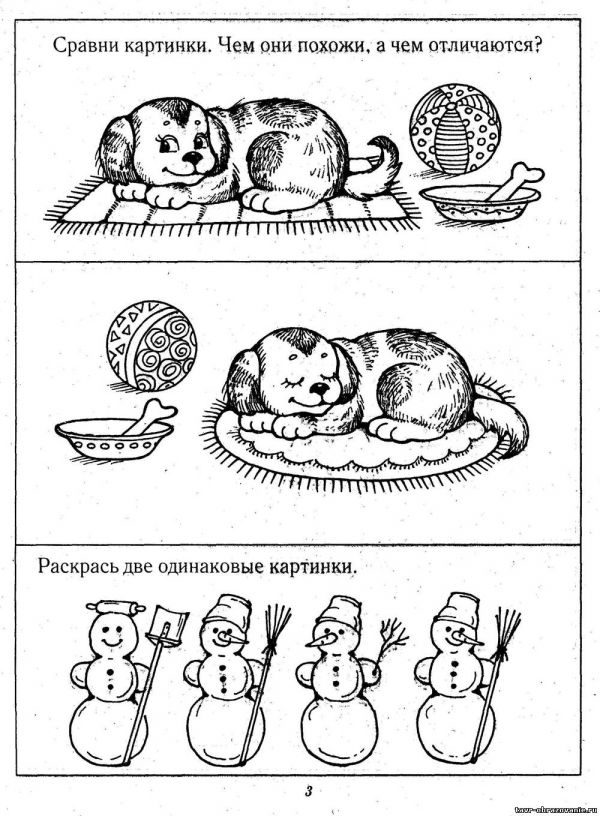 Сравни картинки. Чем они похожи, а чем отличаются?
Раскрась две одинаковые картинки.
3
tavr-obrazovanie.ru